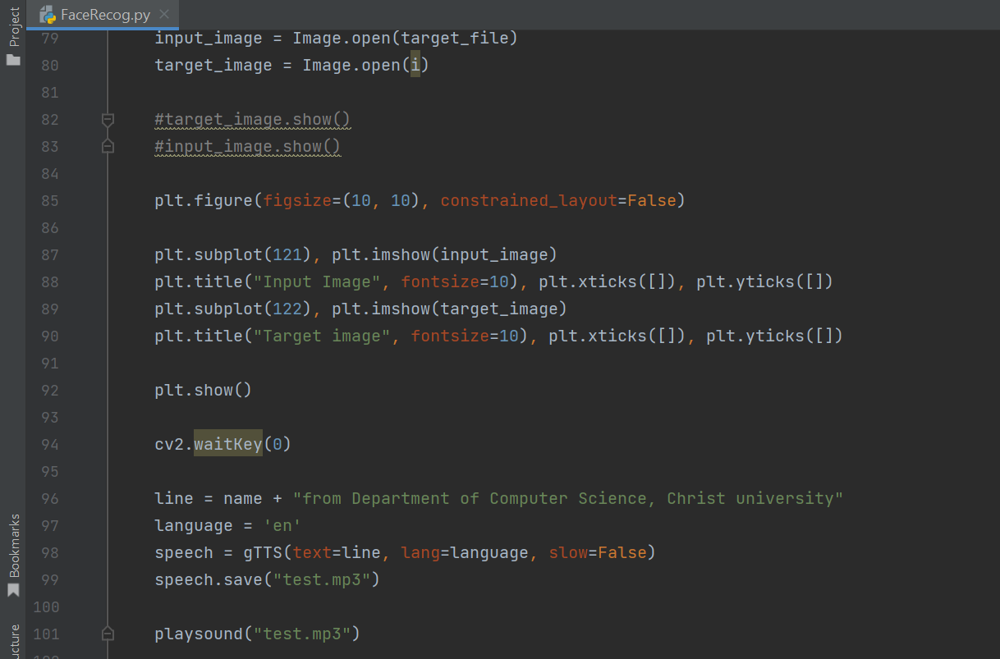 Project
FaceRecog.py
79 input_image = Image.open(target_file)
80 target_image = Image.open(i)
81
82 #target_image.show()
83 #input_image.show()
84
85 plt.figure(figsize=(10, 10), constrained_layout=False)
86
87 plt.subplot(121), plt.imshow(input_image)
88 plt.title("Input Image", fontsize=10), plt.xticks([]), plt.yticks([])
89 plt.subplot(122), plt.imshow(target_image)
90 plt.title("Target image", fontsize=10), plt.xticks([]), plt.yticks([])
91
92 plt.show()
93
94 cv2.waitKey(0)
95
96 line = name + "from Department of Computer Science, Christ university"
97 language = 'en'
98 speech = gTTS(text=line, lang=language, slow=False)
99 speech.save("test.mp3")
100
101 playsound("test.mp3")
Bookmarks